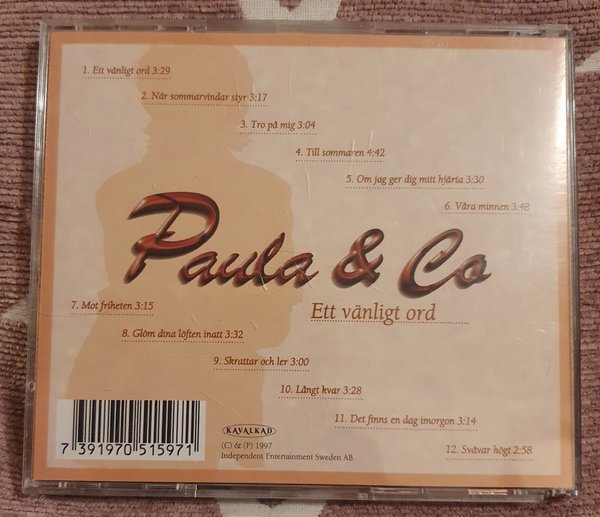 1. Ett vänligt ord 3:29
2. När sommarvindar styr 3:17
3. Tro på mig 3:04
4. Till sommaren 4:42
5. Om jag ger dig mitt hjärta 3:30
6. Våra minnen 3:48
Paula & Co
Ett vänligt ord
7. Mot friheten 3:15
8. Glöm dina löften inatt 3:32
9. Skrattar och ler 3:00
10. Långt kvar 3:28
11. Det finns en dag imorgon 3:14
12. Svävar högt 2:58
7 391970 515971
KAVALKAD
(C) & (P) 1997
Independent Entertainment Sweden AB.